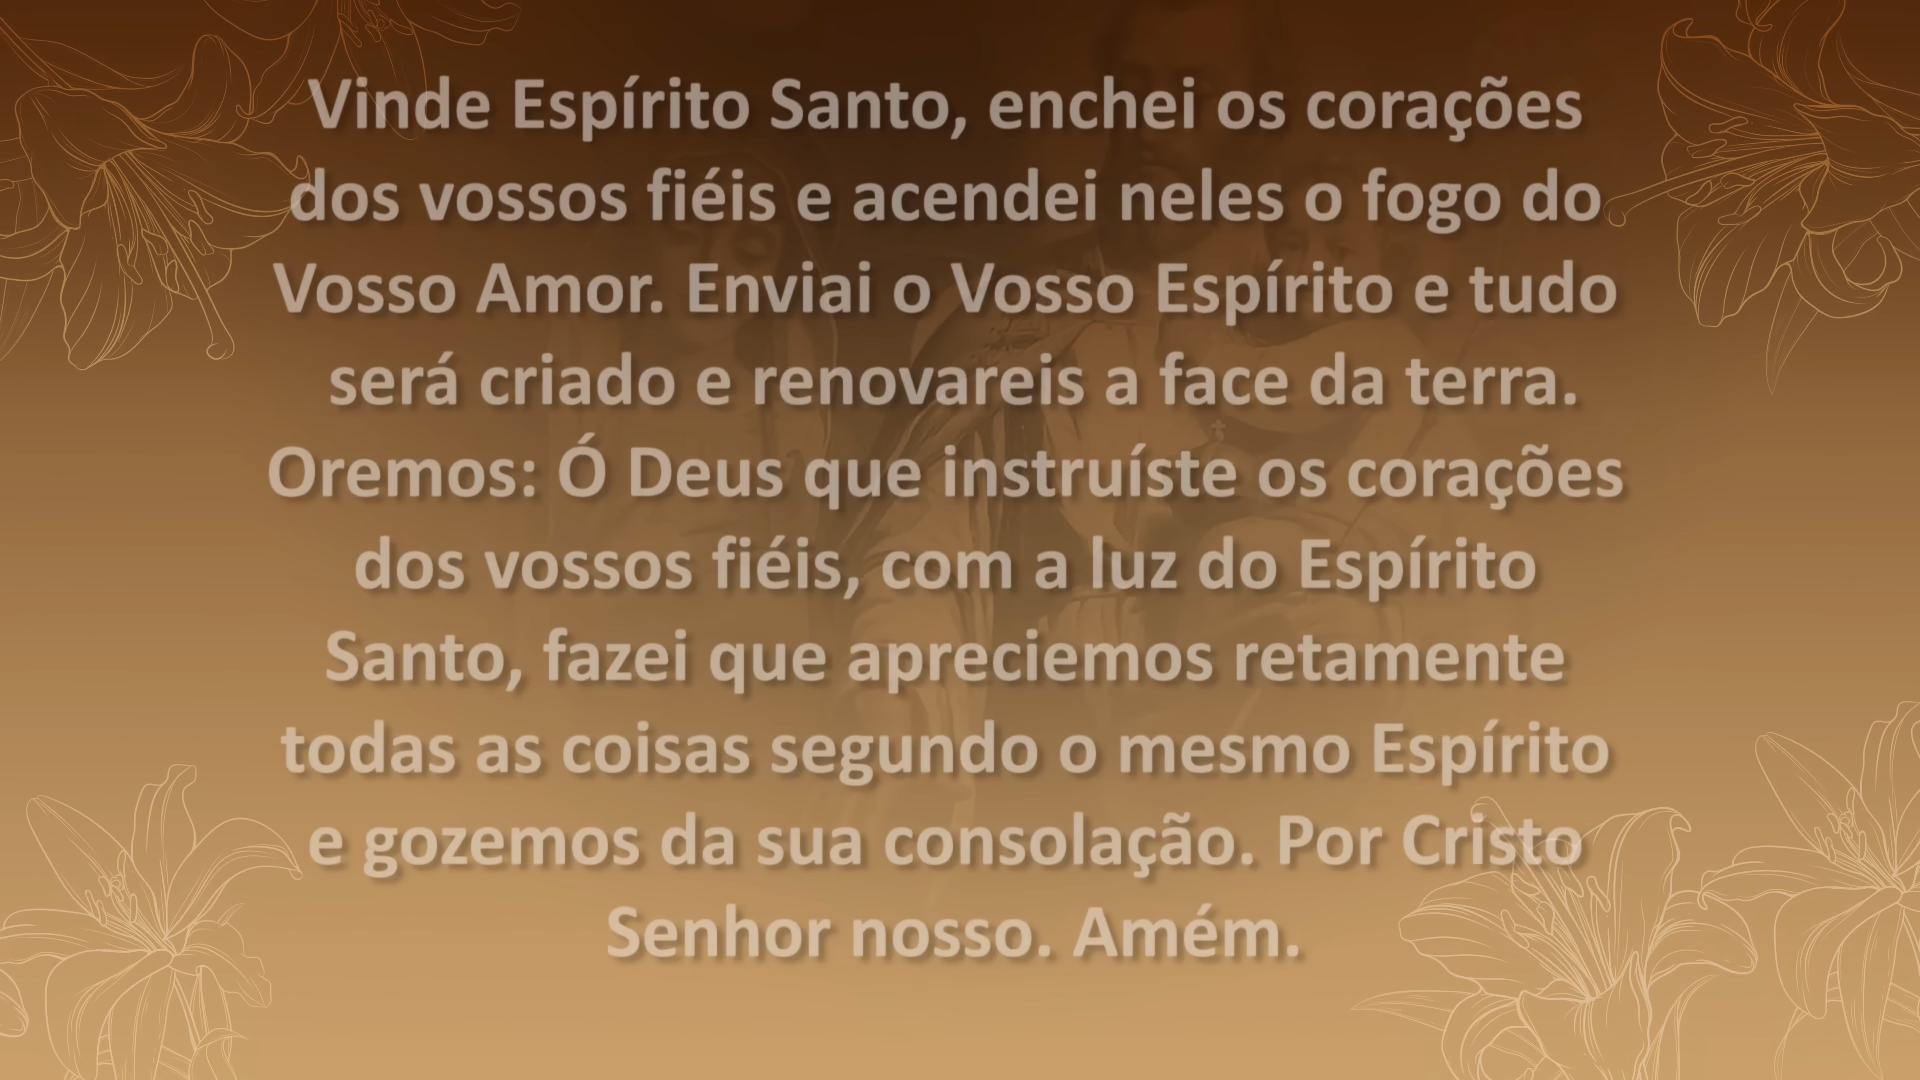 Vinde Espírito Santo, enchei os corações
dos vossos fiéis e acendei neles o fogo do
Vosso Amor. Enviai o Vosso Espírito e tudo
será criado e renovareis a face da terra.
Oremos: Ó Deus que instruíste os corações
dos vossos fiéis, com a luz do Espírito
Santo, fazei que apreciemos retamente
todas as coisas segundo o mesmo Espírito
e gozemos da sua consolação. Por Cristo
Senhor nosso. Amém.